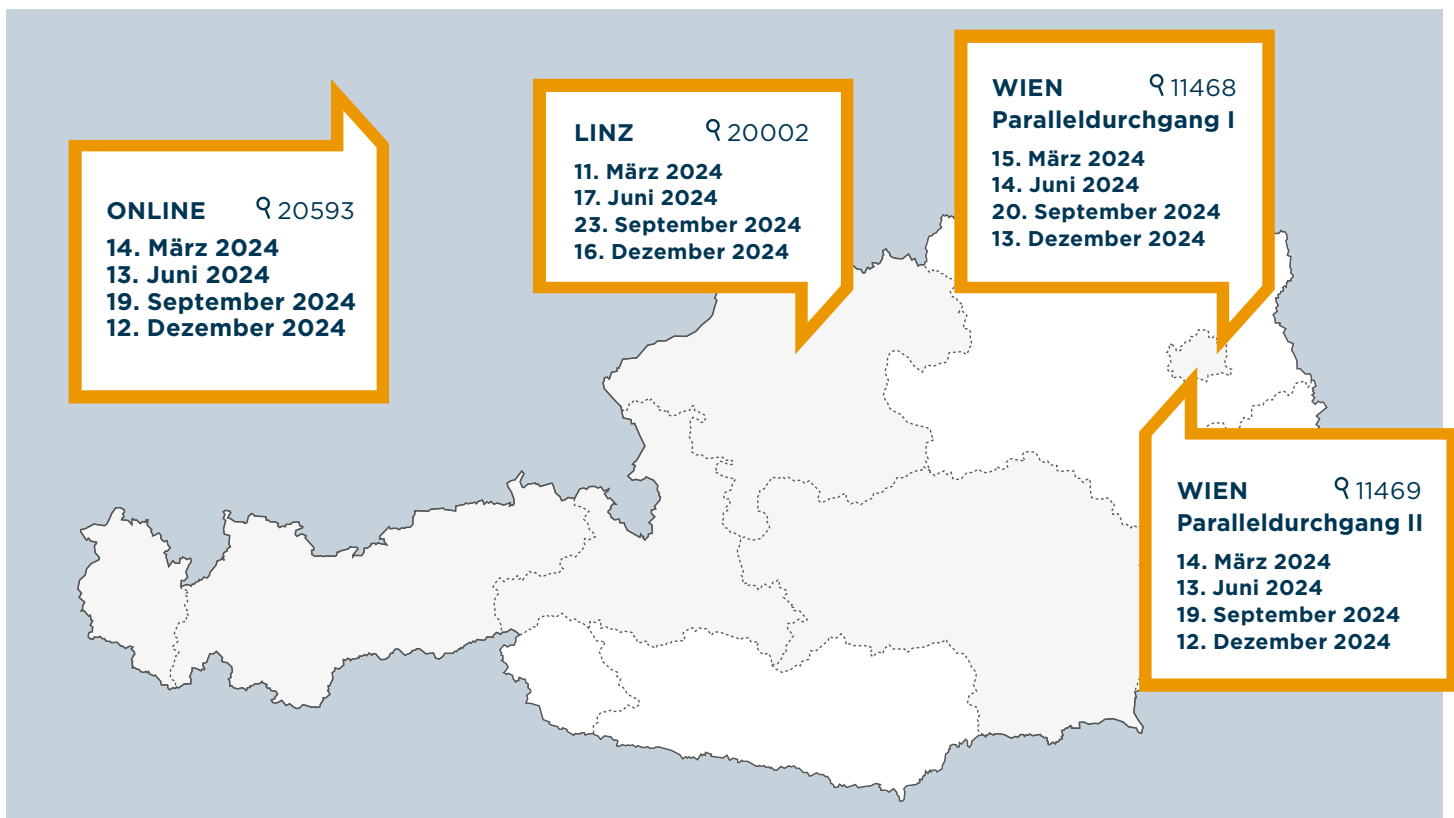 ONLINE 20593
14. März 2024
13. Juni 2024
19. September 2024
12. Dezember 2024
LINZ 20002
11. März 2024
17. Juni 2024
23. September 2024
16. Dezember 2024
WIEN 11468
Paralleldurchgang I
15. März 2024
14. Juni 2024
20. September 2024
13. Dezember 2024
WIEN 11469
Paralleldurchgang II
14. März 2024
13. Juni 2024
19. September 2024
12. Dezember 2024